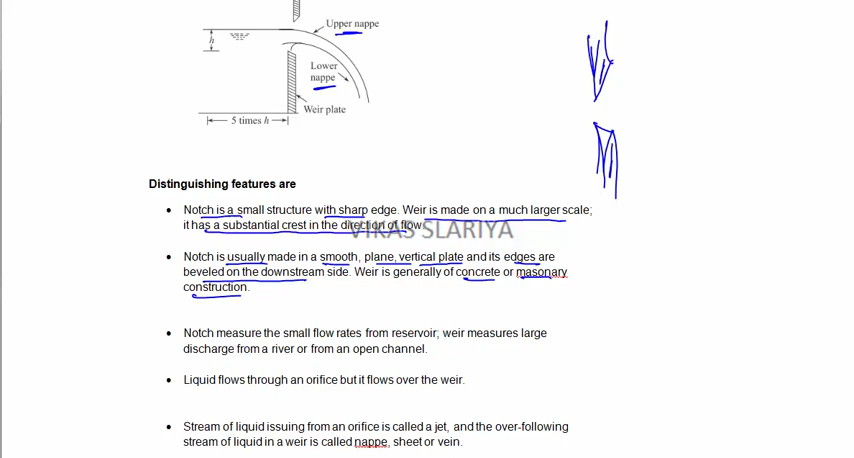 Upper nappe
h
Lower
nappe
Weir plate
5 times h
Distinguishing features are
• Notch is a small structure with sharp edge. Weir is made on a much larger scale;
it has a substantial crest in the direction of flow.
VIKAS SLARIYA
• Notch is usually made in a smooth, plane, vertical plate and its edges are
beveled on the downstream side. Weir is generally of concrete or masonary
construction.
• Notch measure the small flow rates from reservoir; weir measures large
discharge from a river or from an open channel.
• Liquid flows through an orifice but it flows over the weir.
• Stream of liquid issuing from an orifice is called a jet, and the over-following
stream of liquid in a weir is called nappe, sheet or vein.